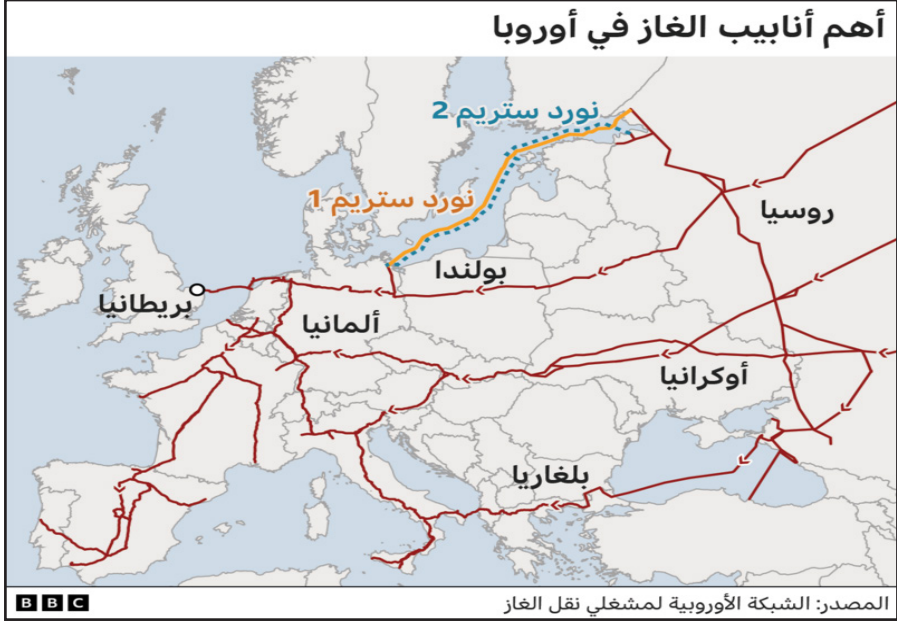 أهم أنابيب الغاز في أوروبا
نورد ستريم 2
نورد ستريم 1
روسيا
بولندا
بريطانيا
ألمانيا
أوكرانيا
بلغاريا
المصدر: الشبكة الأوروبية لمشغلي نقل الغاز
BBC